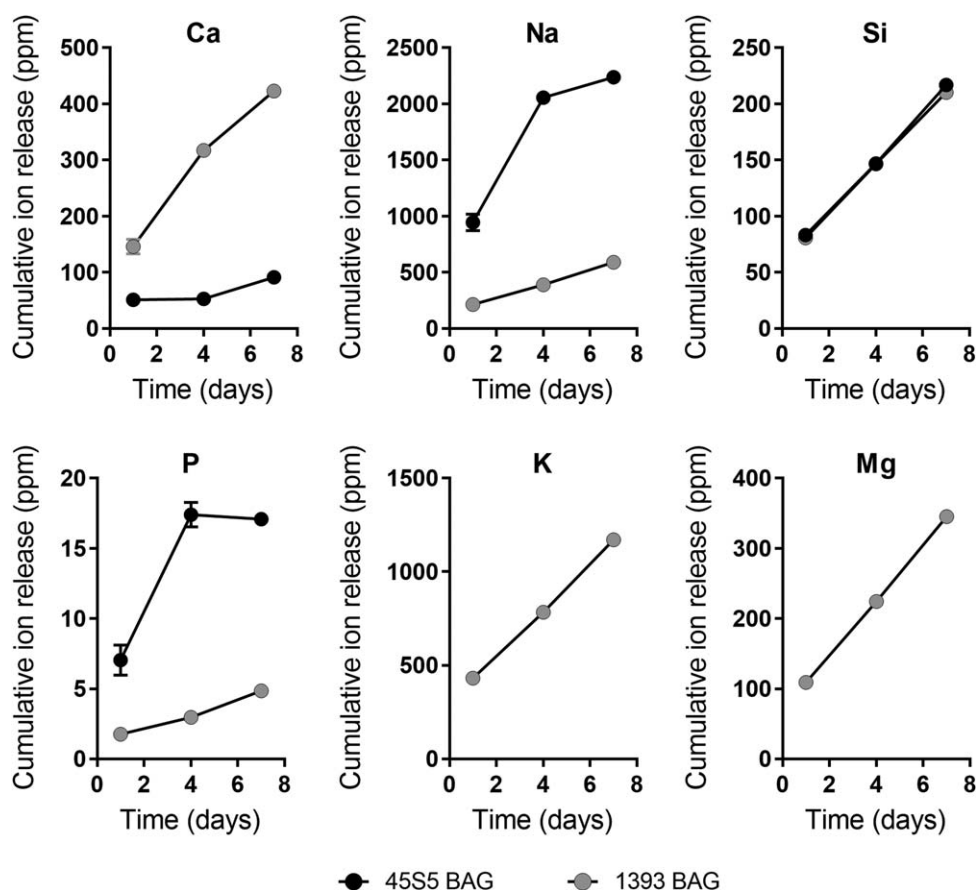 Ca
Cumulative ion release (ppm)
500
400
300
200
100
0
0 2 4 6 8
Time (days)
Na
Cumulative ion release (ppm)
2500
2000
1500
1000
500
0
0 2 4 6 8
Time (days)
Si
Cumulative ion release (ppm)
250
200
150
100
50
0
0 2 4 6 8
Time (days)
P
Cumulative ion release (ppm)
20
15
10
5
0
0 2 4 6 8
Time (days)
K
Cumulative ion release (ppm)
1500
1000
500
0
0 2 4 6 8
Time (days)
Mg
Cumulative ion release (ppm)
400
300
200
100
0
0 2 4 6 8
Time (days)
45S5 BAG
1393 BAG